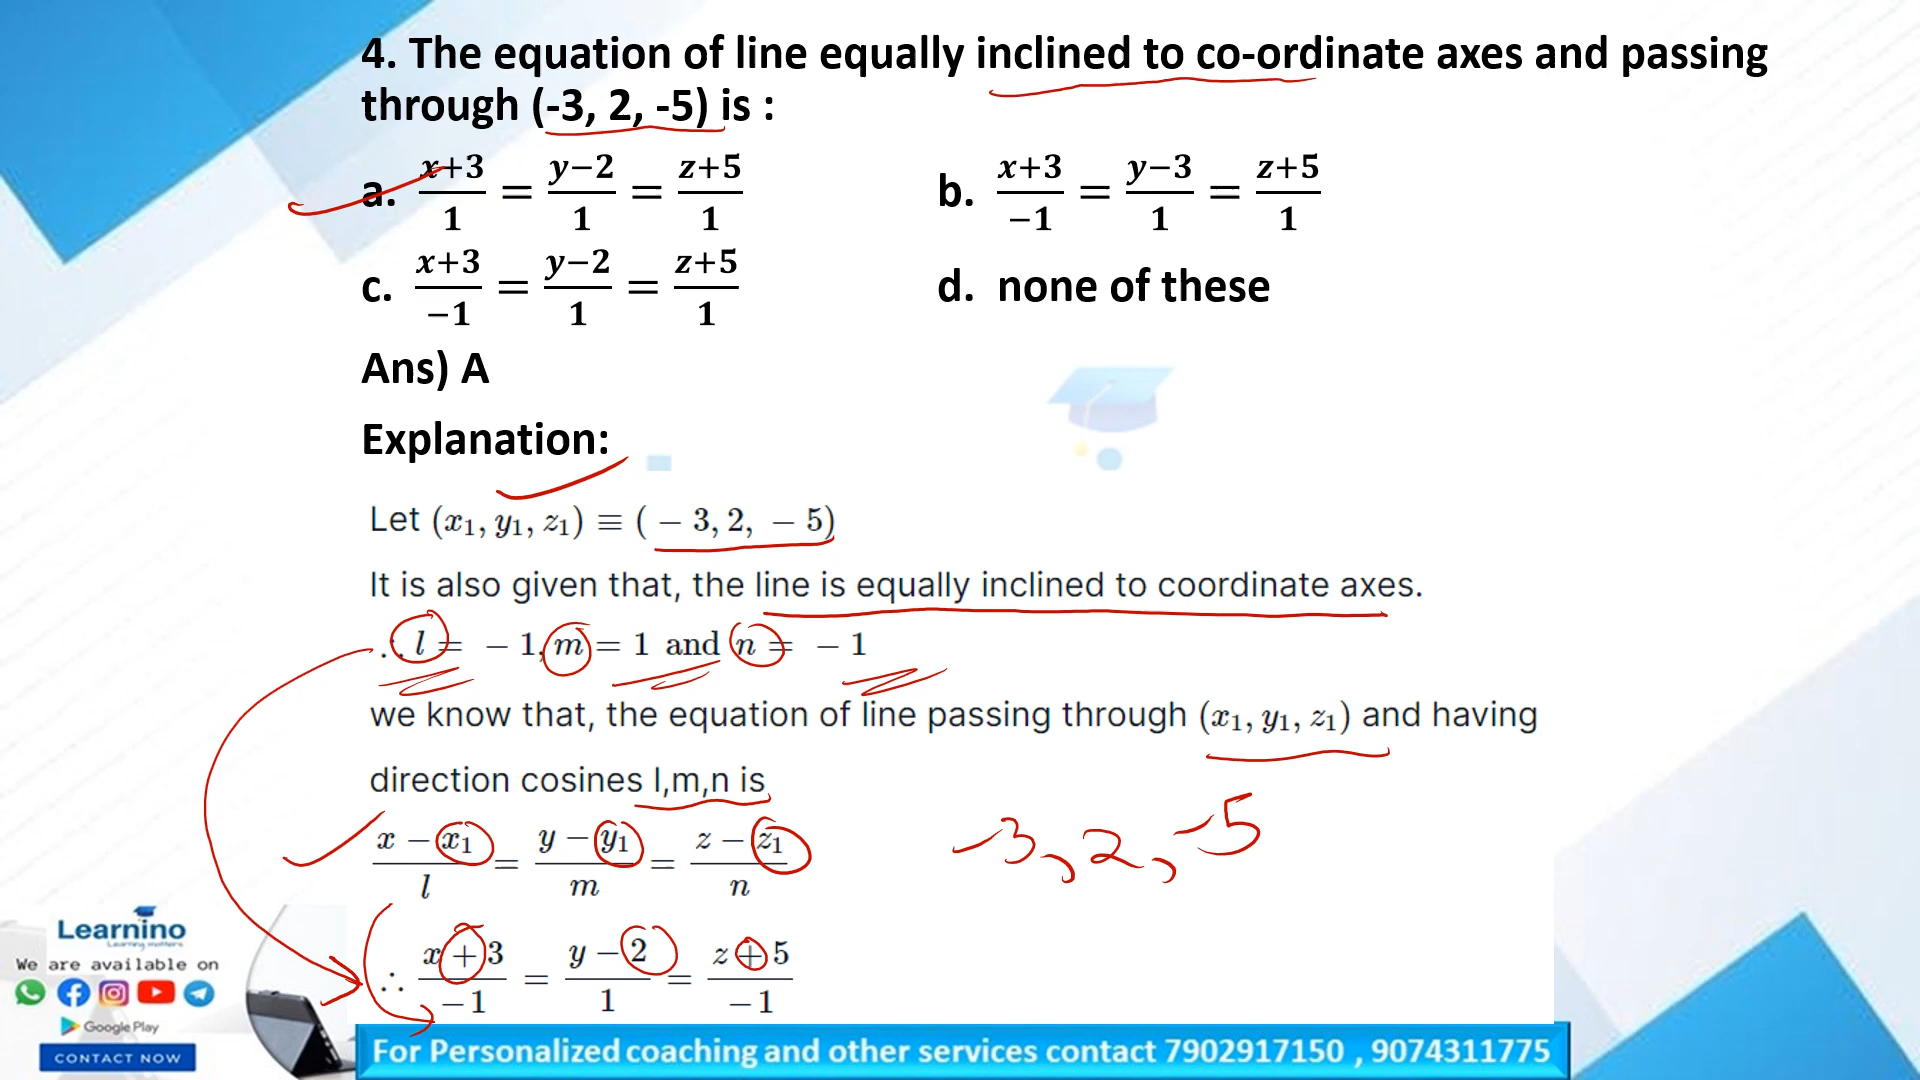 4. The equation of line equally inclined to co-ordinate axes and passing
through (-3, 2, -5) is :
a. (x+3)/1 = (y−2)/1 = (z+5)/1
b. (x+3)/−1 = (y−3)/1 = (z+5)/1
c. (x+3)/−1 = (y−2)/1 = (z+5)/1
d. none of these
Ans) A
Explanation:
Let (x₁, y₁, z₁) ≡ ( − 3, 2, − 5)
It is also given that, the line is equally inclined to coordinate axes.
∴ l = − 1, m = 1 and n = − 1
we know that, the equation of line passing through (x₁, y₁, z₁) and having
direction cosines l,m,n is
(x − x₁)/l = (y − y₁)/m = (z − z₁)/n
-3, 2, -5
∴ (x + 3)/−1 = (y − 2)/1 = (z + 5)/−1
Learnino
Learning matters
We are available on
Google Play
CONTACT NOW
For Personalized coaching and other services contact 7902917150 , 9074311775